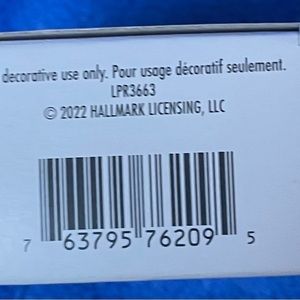 decorative use only. Pour usage décoratif seulement.
LPR3663
© 2022 HALLMARK LICENSING, LLC
7 63795 76209 5